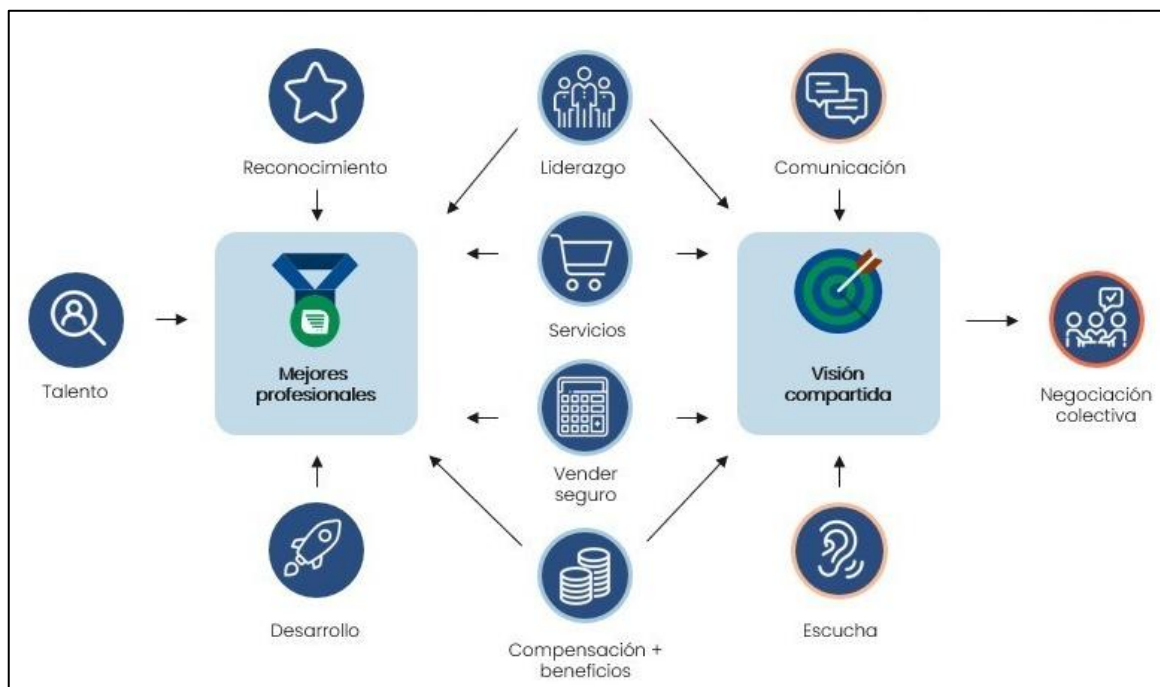 Reconocimiento
Liderazgo
Comunicación
Talento
Mejores
profesionales
Servicios
Visión
compartida
Negociación
colectiva
Vender
seguro
Desarrollo
Compensación +
beneficios
Escucha